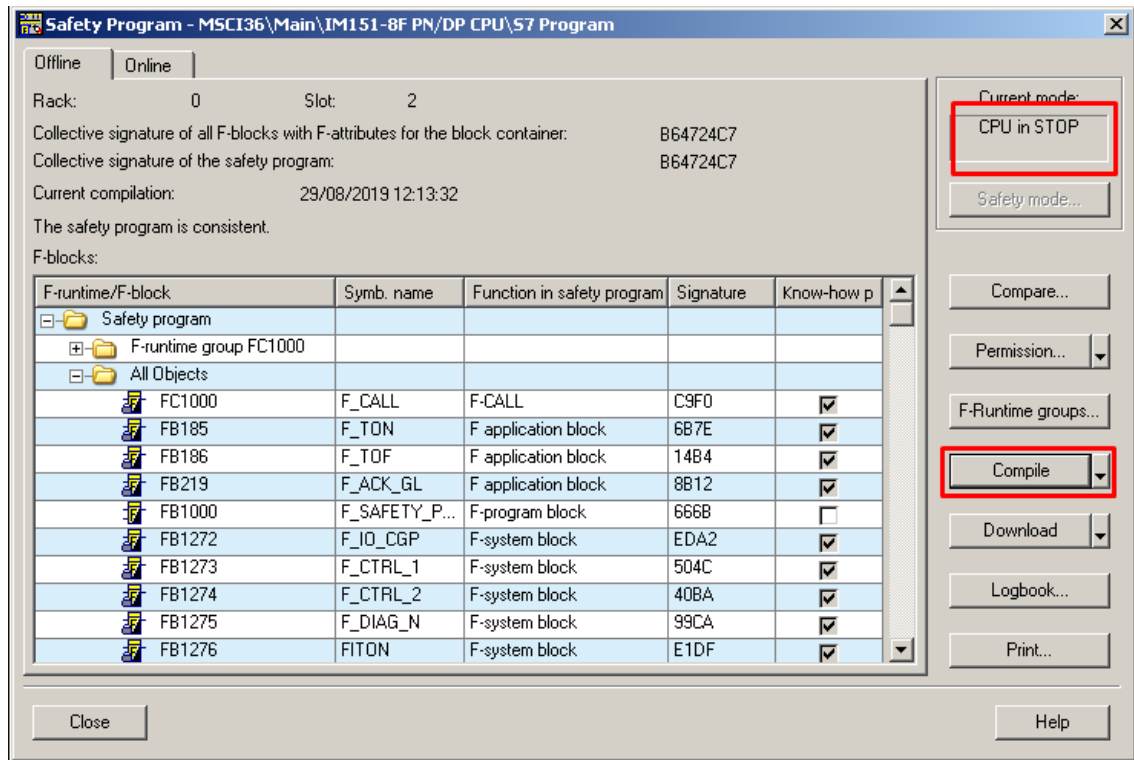 Safety Program - MSCI36\Main\IM151-8F PN/DP CPU\S7 Program
Offline Online
Rack: 0 Slot: 2
Collective signature of all F-blocks with F-attributes for the block container: B64724C7
Collective signature of the safety program: B64724C7
Current compilation: 29/08/2019 12:13:32
The safety program is consistent.
F-blocks:
F-runtime/F-block Symb. name Function in safety program Signature Know-how p
Safety program
F-runtime group FC1000
All Objects
FC1000 F_CALL F-CALL C9F0
FB185 F_TON F application block 6B7E
FB186 F_TOF F application block 14B4
FB219 F_ACK_GL F application block 8B12
FB1000 F_SAFETY_P... F-program block 666B
FB1272 F_IO_CGP F-system block EDA2
FB1273 F_CTRL_1 F-system block 504C
FB1274 F_CTRL_2 F-system block 40BA
FB1275 F_DIAG_N F-system block 99CA
FB1276 FITON F-system block E1DF
Current mode:
CPU in STOP
Safety mode...
Compare...
Permission...
F-Runtime groups...
Compile
Download
Logbook...
Print...
Close
Help